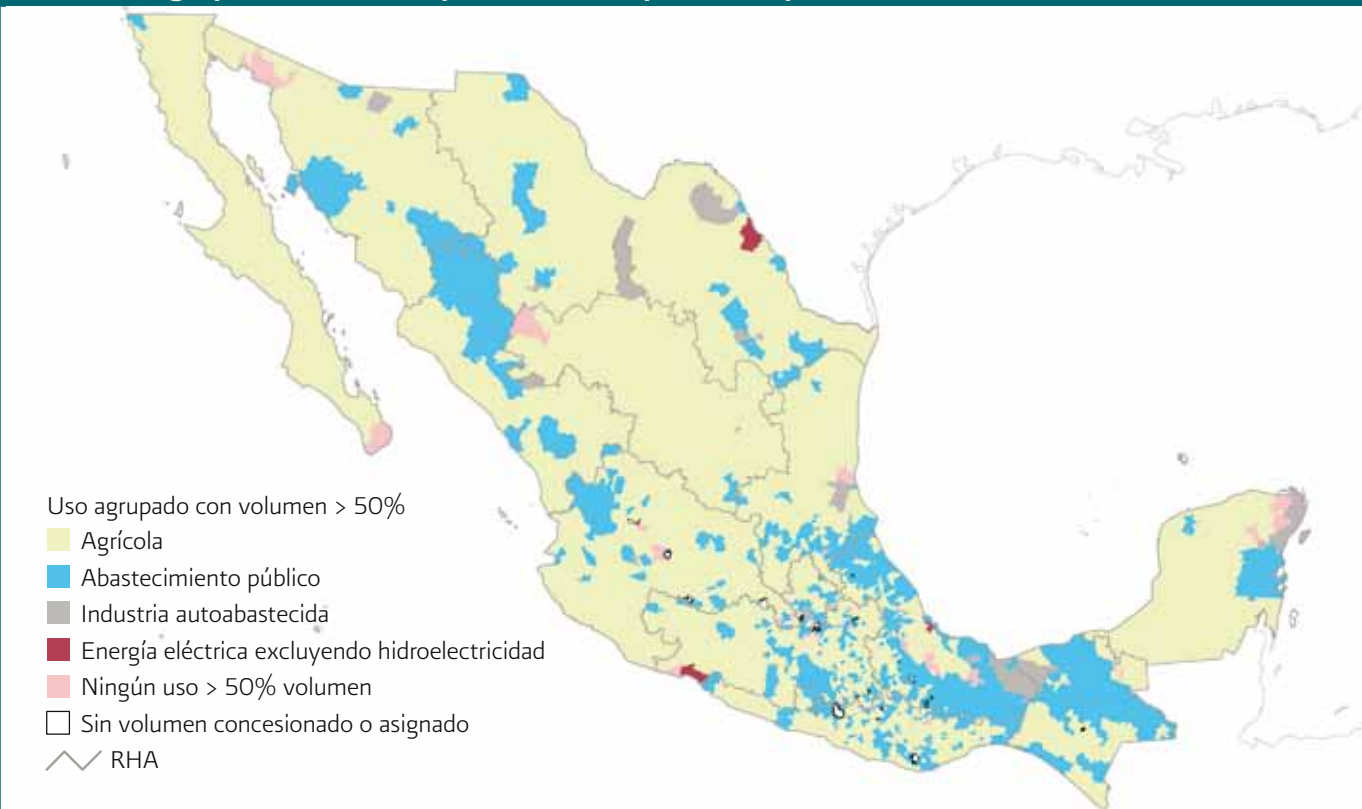 Uso agrupado con volumen > 50%
Agrícola
Abastecimiento público
Industria autoabastecida
Energía eléctrica excluyendo hidroelectricidad
Ningún uso > 50% volumen
Sin volumen concesionado o asignado
RHA